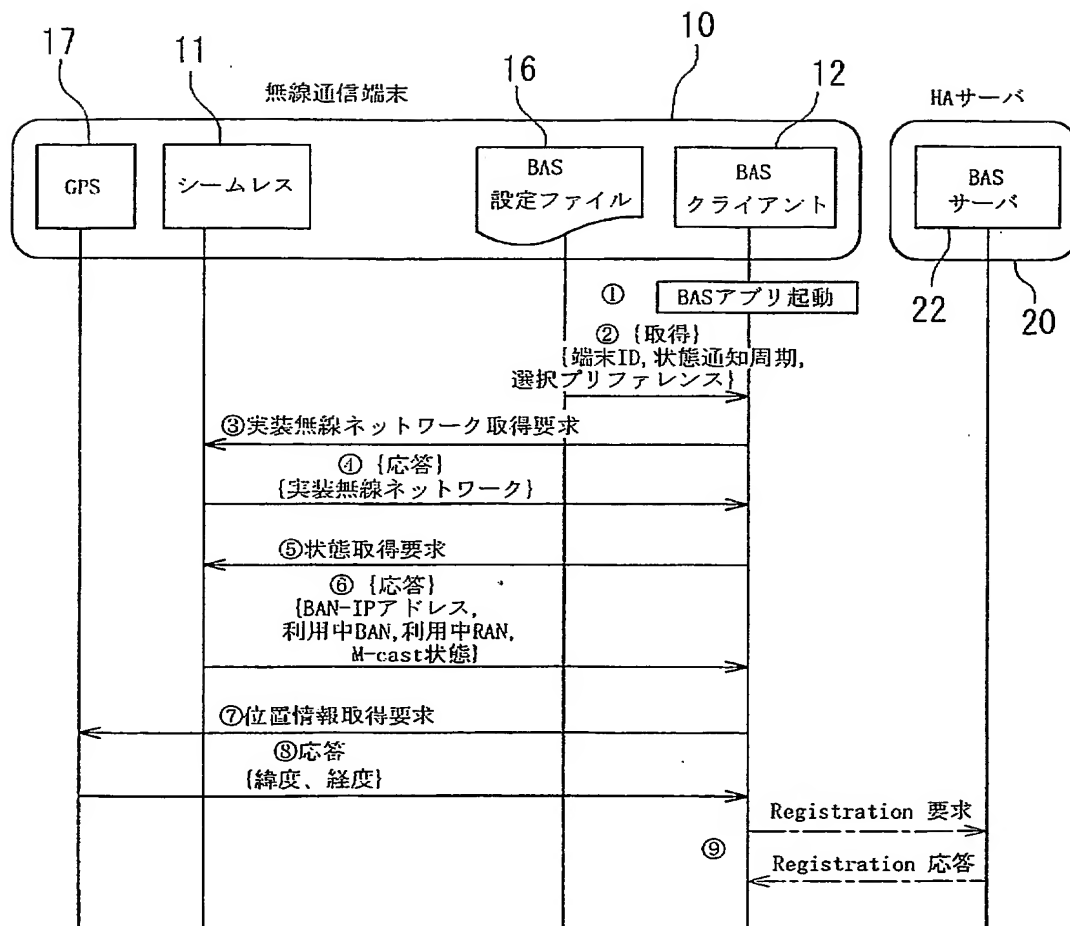 17
11
16
10
12
無線通信端末
HAサーバ
GPS
シームレス
BAS
設定ファイル
BAS
クライアント
BAS
サーバ
22
20
① BASアプリ起動
② {取得}
{端末ID, 状態通知周期,
選択プリファレンス}
③実装無線ネットワーク取得要求
④ {応答}
{実装無線ネットワーク}
⑤状態取得要求
⑥ {応答}
{BAN-IPアドレス,
利用中BAN, 利用中RAN,
M-cast状態}
⑦位置情報取得要求
⑧応答
{緯度、経度}
Registration 要求
⑨
Registration 応答